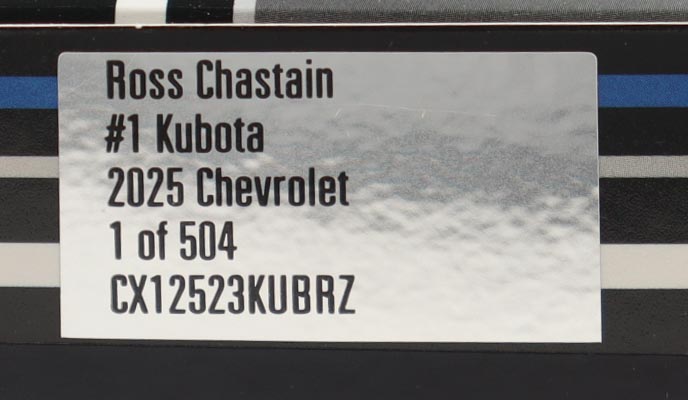 Ross Chastain
#1 Kubota
2025 Chevrolet
1 of 504
CX12523KUBRZ